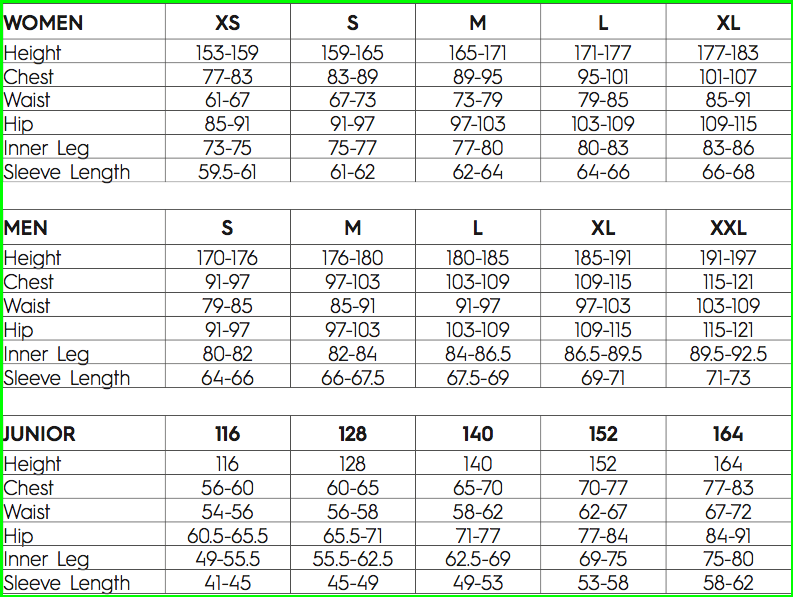 WOMEN XS S M L XL
Height 153-159 159-165 165-171 171-177 177-183
Chest 77-83 83-89 89-95 95-101 101-107
Waist 61-67 67-73 73-79 79-85 85-91
Hip 85-91 91-97 97-103 103-109 109-115
Inner Leg 73-75 75-77 77-80 80-83 83-86
Sleeve Length 59.5-61 61-62 62-64 64-66 66-68
MEN S M L XL XXL
Height 170-176 176-180 180-185 185-191 191-197
Chest 91-97 97-103 103-109 109-115 115-121
Waist 79-85 85-91 91-97 97-103 103-109
Hip 91-97 97-103 103-109 109-115 115-121
Inner Leg 80-82 82-84 84-86.5 86.5-89.5 89.5-92.5
Sleeve Length 64-66 66-67.5 67.5-69 69-71 71-73
JUNIOR 116 128 140 152 164
Height 116 128 140 152 164
Chest 56-60 60-65 65-70 70-77 77-83
Waist 54-56 56-58 58-62 62-67 67-72
Hip 60.5-65.5 65.5-71 71-77 77-84 84-91
Inner Leg 49-55.5 55.5-62.5 62.5-69 69-75 75-80
Sleeve Length 41-45 45-49 49-53 53-58 58-62